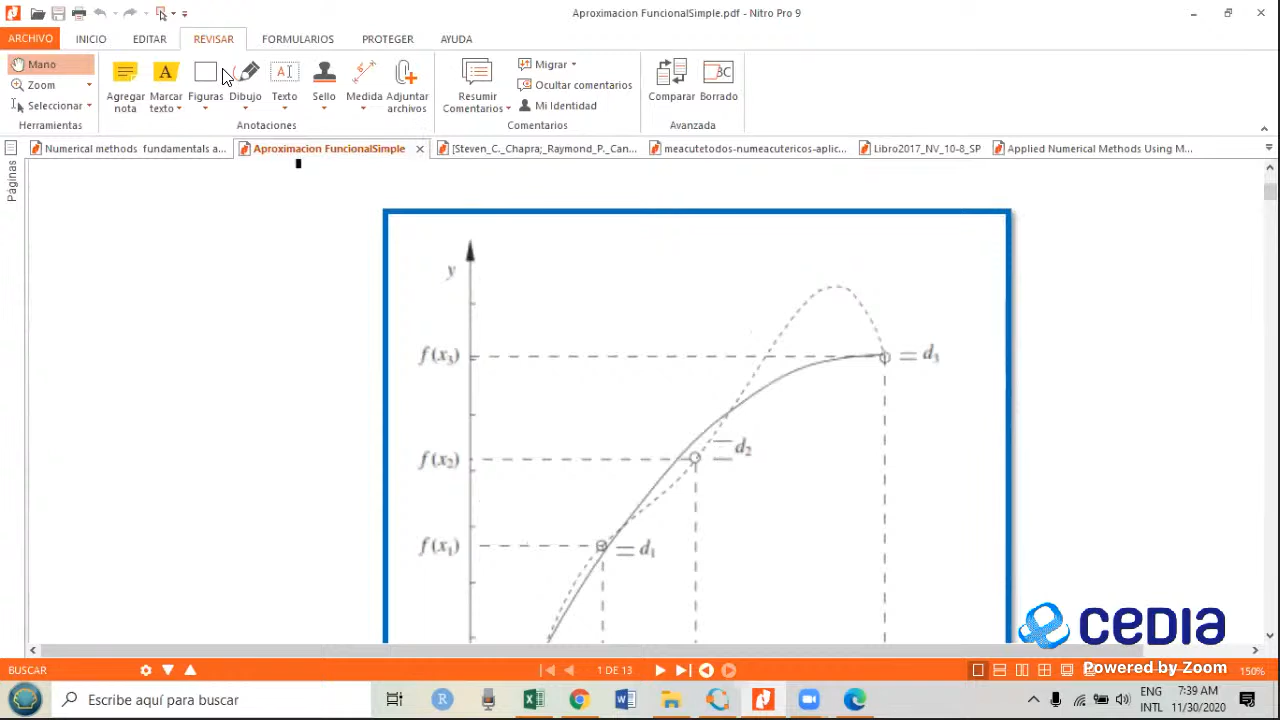 Aproximacion FuncionalSimple.pdf - Nitro Pro 9
ARCHIVO INICIO EDITAR REVISAR FORMULARIOS PROTEGER AYUDA
Mano
Zoom
Seleccionar
Herramientas
Agregar nota
Marcar texto
Figuras
Dibujo
Texto
Sello
Medida
Adjuntar archivos
Anotaciones
Resumir Comentarios
Migrar
Ocultar comentarios
Mi Identidad
Comentarios
Comparar
Borrado
Avanzada
Numerical methods fundamentals a...
Aproximacion FuncionalSimple
[Steven_C._Chapra;_Raymond_P._Can...
meacutetodos-numeacutericos-aplic...
Libro2017_NV_10-8_SP
Applied Numerical Methods Using M...
Páginas
y
f(x₃)
= d₃
f(x₂)
d₂
f(x₁)
= d₁
CEDIA
Powered by Zoom
BUSCAR
1 DE 13
150%
Escribe aquí para buscar
ENG
INTL
7:39 AM
11/30/2020